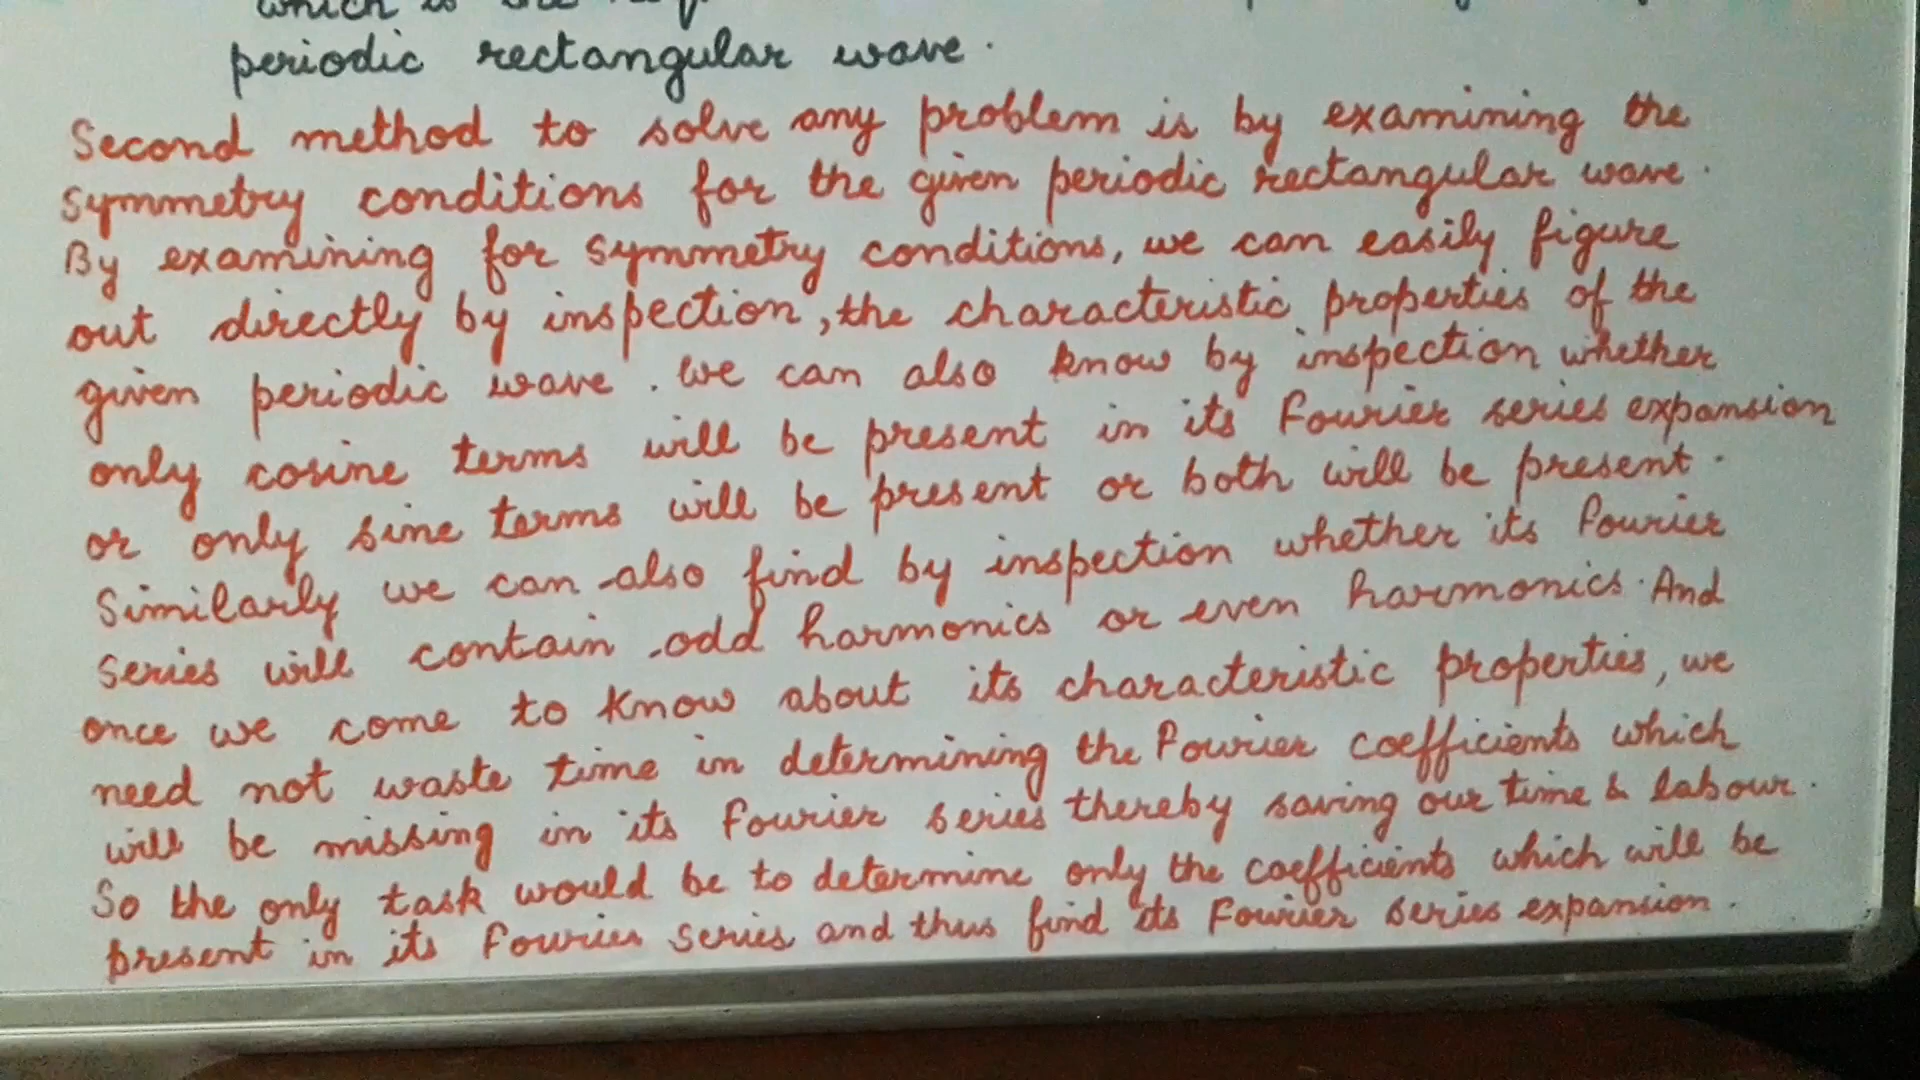 which is the
periodic rectangular wave.
Second method to solve any problem is by examining the
symmetry conditions for the given periodic rectangular wave.
By examining for symmetry conditions, we can easily figure
out directly by inspection, the characteristic properties of the
given periodic wave. We can also know by inspection whether
only cosine terms will be present in its Fourier series expansion
or only sine terms will be present or both will be present.
Similarly we can also find by inspection whether its Fourier
series will contain odd harmonics or even harmonics. And
once we come to know about its characteristic properties, we
need not waste time in determining the Fourier coefficients which
will be missing in its Fourier series thereby saving our time & labour.
So the only task would be to determine only the coefficients which will be
present in its Fourier series and thus find its Fourier series expansion.